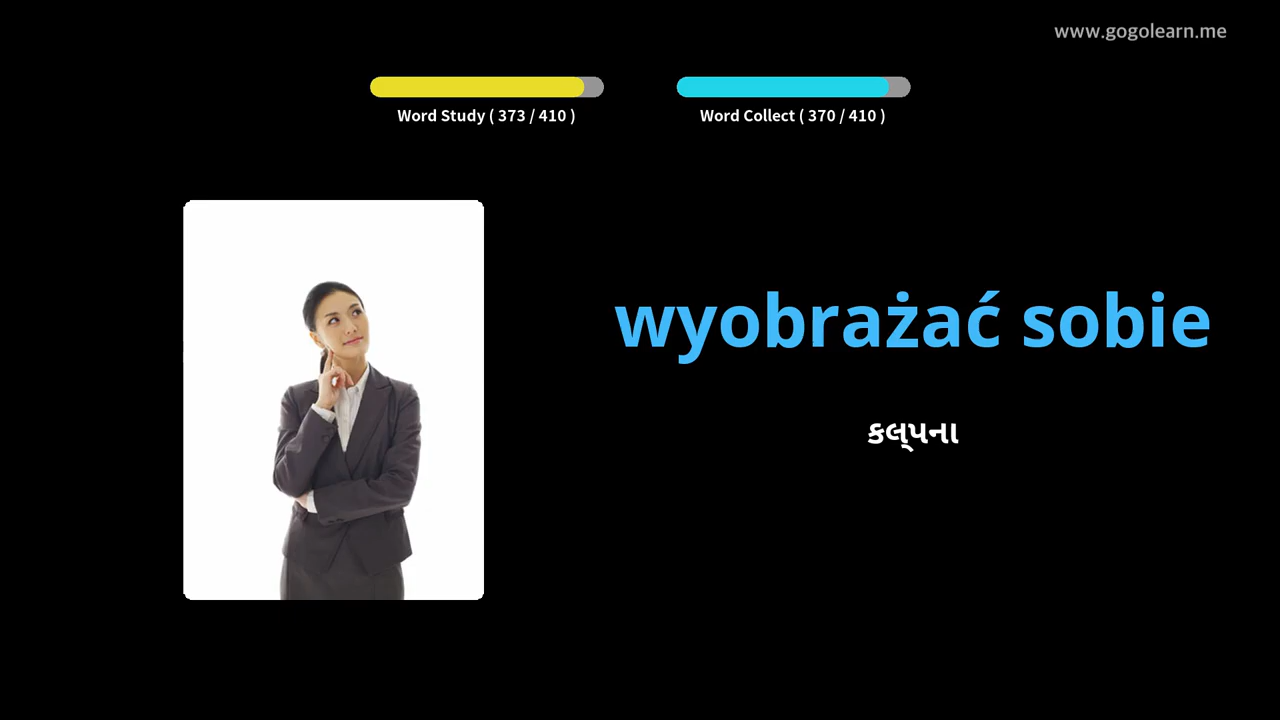 www.gogolearn.me
Word Study ( 373 / 410 )
Word Collect ( 370 / 410 )
wyobrażać sobie
કલ્પના